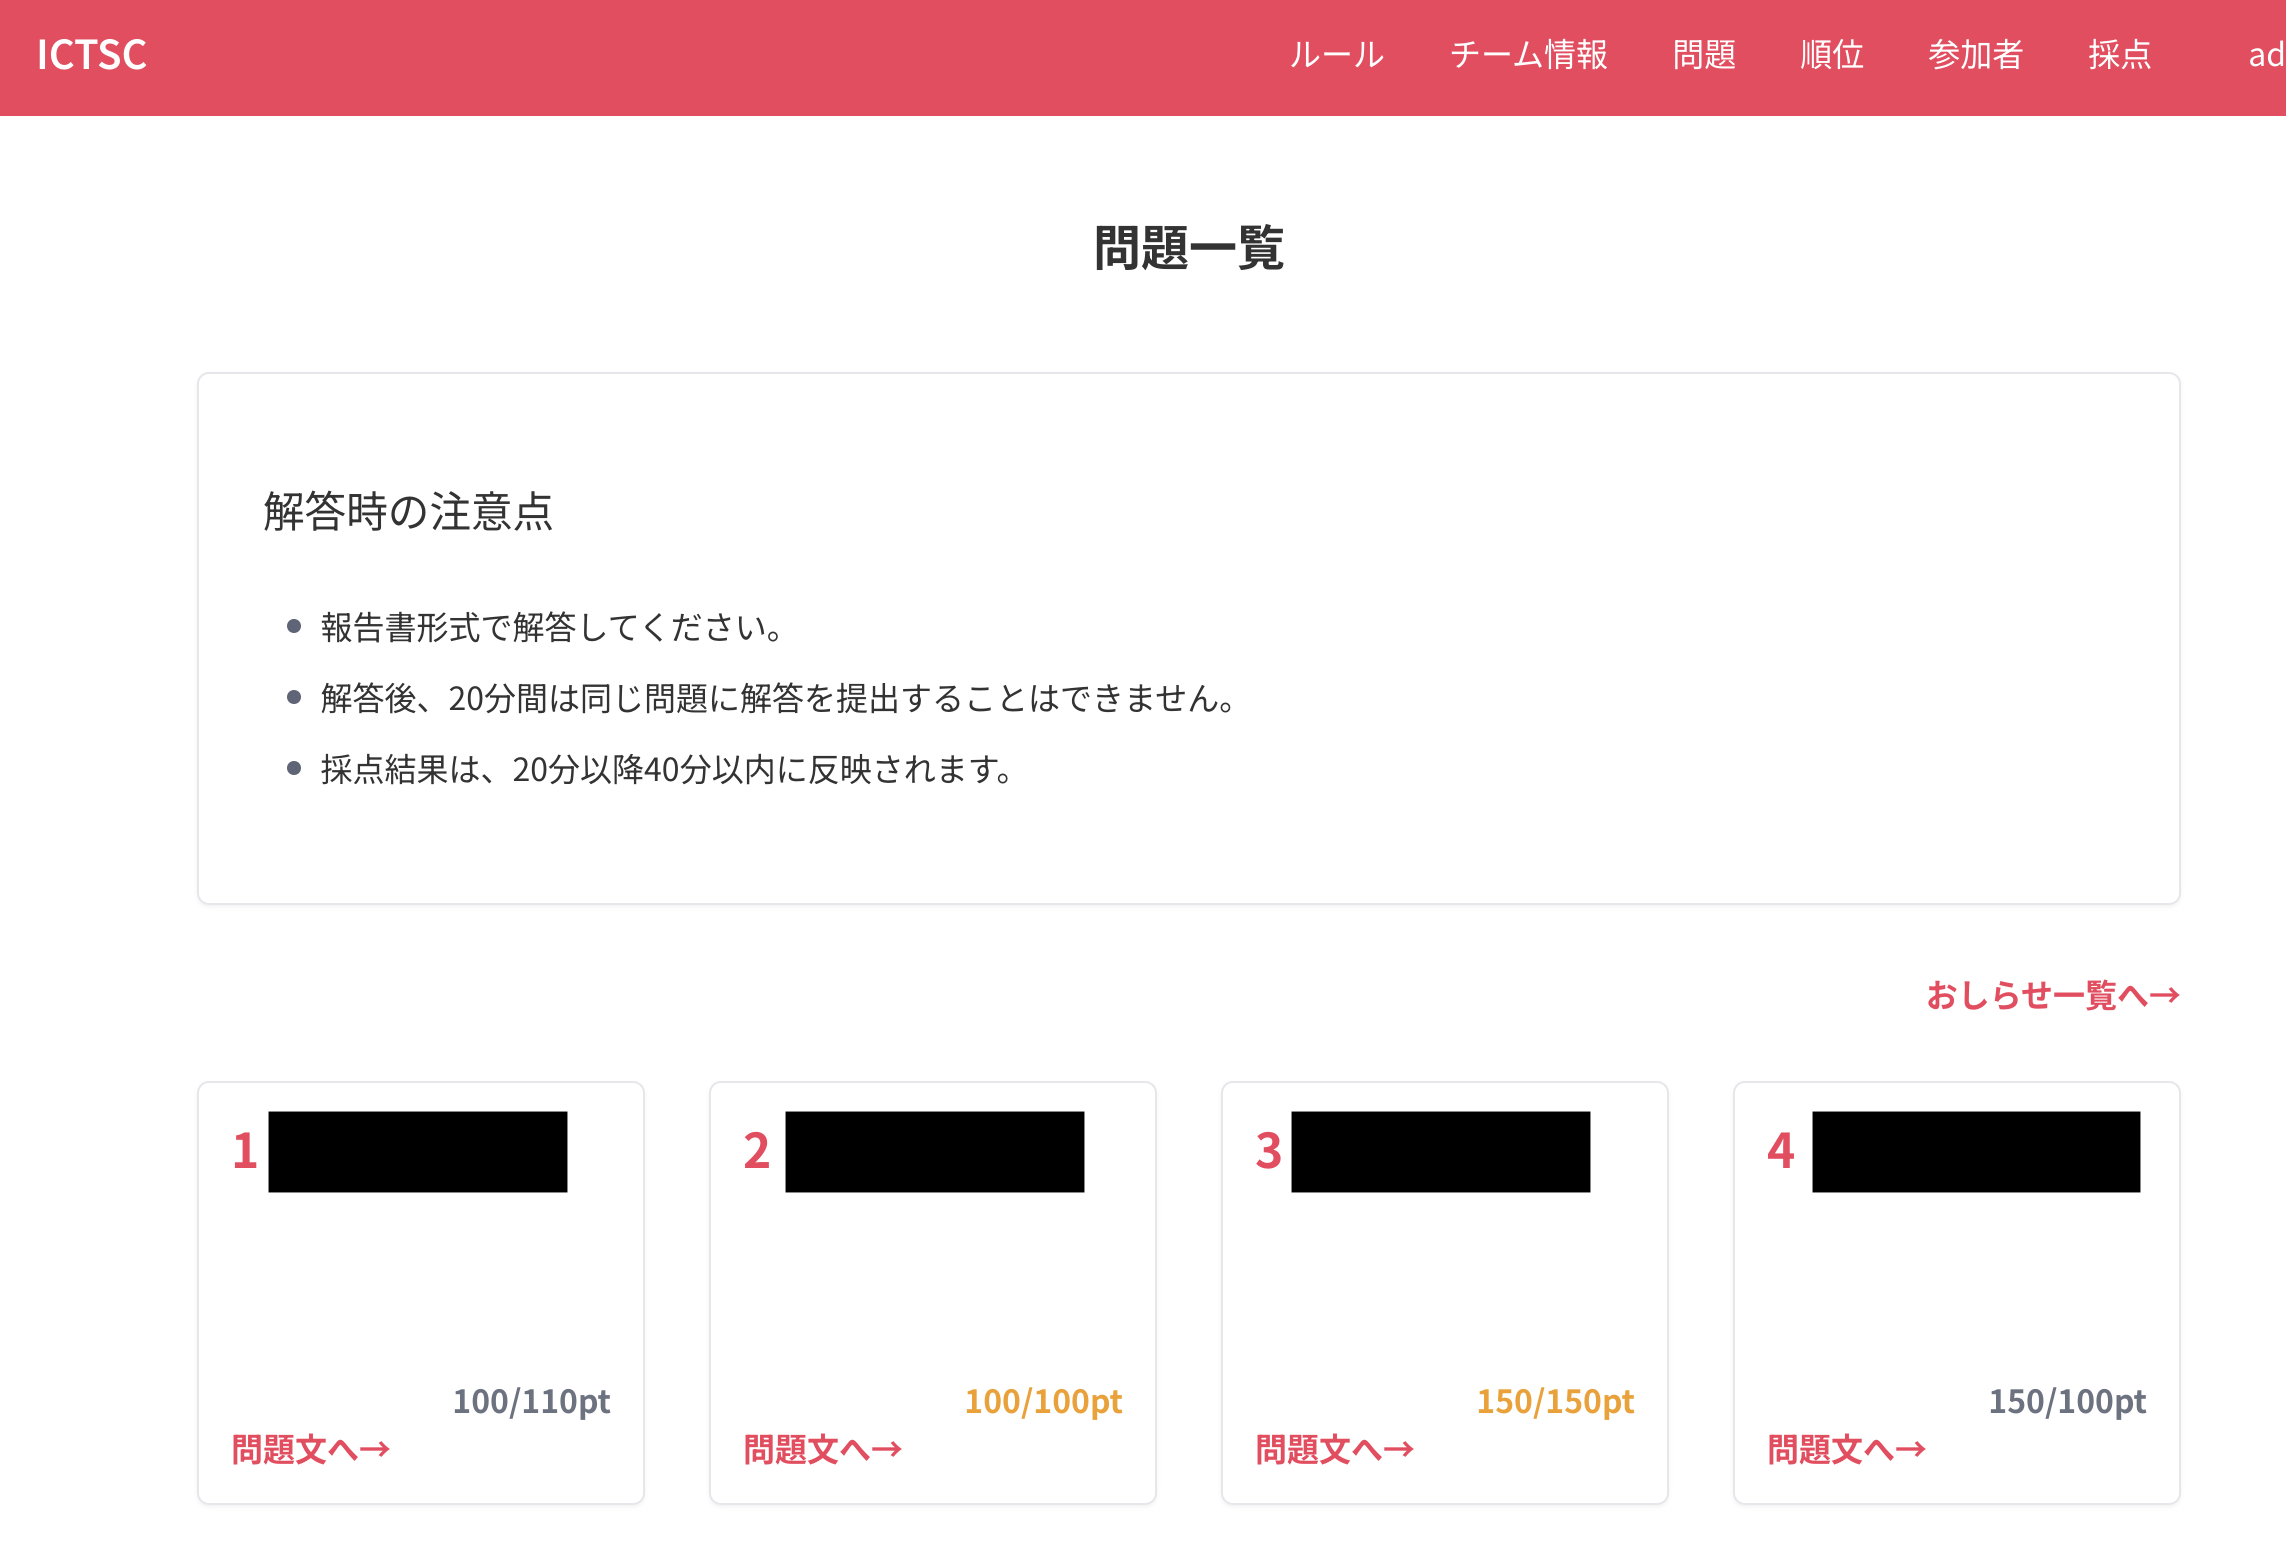 ICTSC ルール チーム情報 問題 順位 参加者 採点 ad
問題一覧
解答時の注意点
報告書形式で解答してください。
解答後、20分間は同じ問題に解答を提出することはできません。
採点結果は、20分以降40分以内に反映されます。
おしらせ一覧へ→
1
100/110pt
問題文へ→
2
100/100pt
問題文へ→
3
150/150pt
問題文へ→
4
150/100pt
問題文へ→